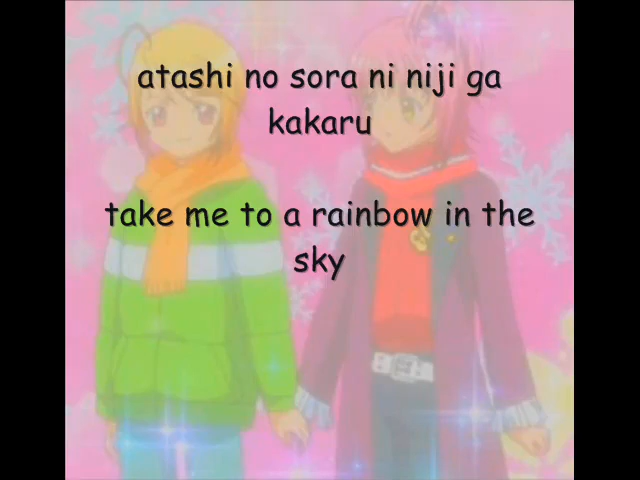 atashi no sora ni niji ga
kakaru
take me to a rainbow in the
sky